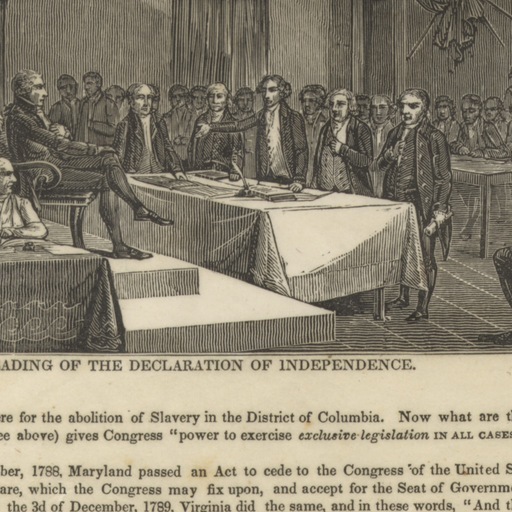 ADING OF THE DECLARATION OF INDEPENDENCE.
re for the abolition of Slavery in the District of Columbia. Now what are th
ee above) gives Congress "power to exercise exclusive legislation IN ALL CASES
ber, 1788, Maryland passed an Act to cede to the Congress of the United S
are, which the Congress may fix upon, and accept for the Seat of Governme
the 3d of December, 1789, Virginia did the same, and in these words, "And th